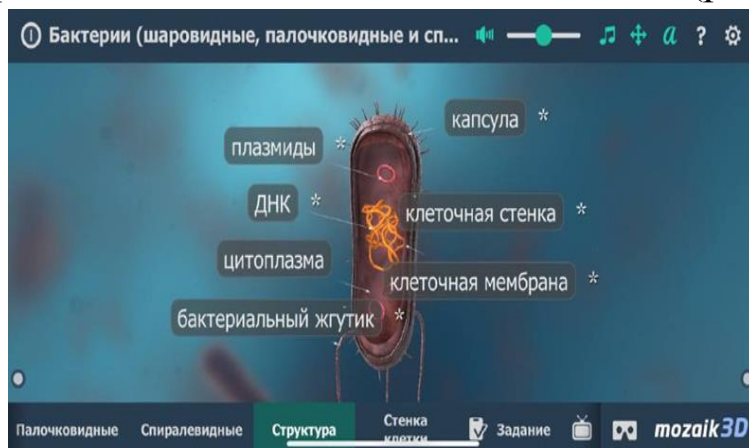 Бактерии (шаровидные, палочковидные и сп...
a ?
капсула *
плазмиды *
ДНК *
клеточная стенка *
цитоплазма
клеточная мембрана *
бактериальный жгутик *
Палочковидные Спиралевидные Структура Стенка клетки Задание mozaik3D